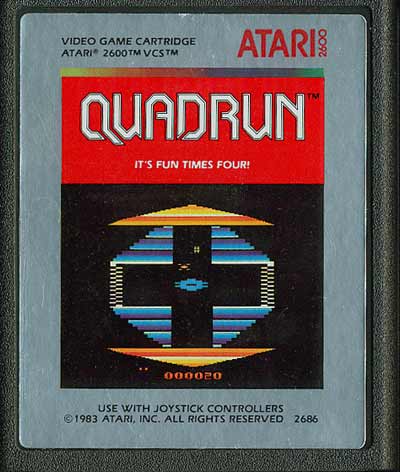 VIDEO GAME CARTRIDGE
ATARI® 2600™ VCS™
ATARI 2600
QUADRUN™
IT'S FUN TIMES FOUR!
000020
USE WITH JOYSTICK CONTROLLERS
©1983 ATARI, INC. ALL RIGHTS RESERVED 2686